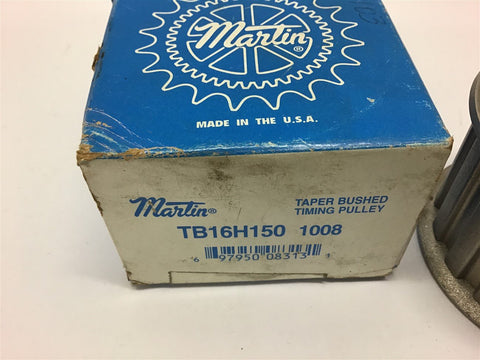 Martin®
MADE IN THE U.S.A.
Martin®
TAPER BUSHED
TIMING PULLEY
TB16H150 1008
6 97950 08313 1